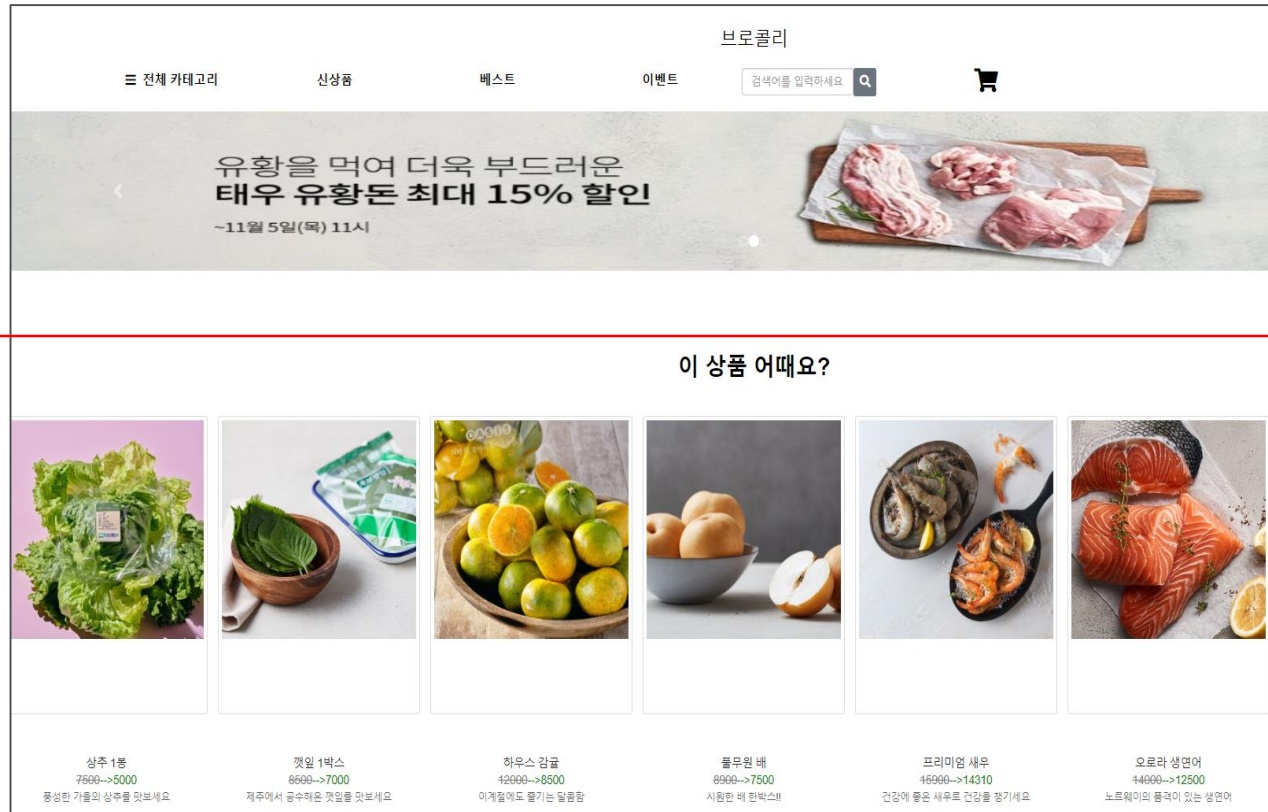 브로콜리
☰ 전체 카테고리 신상품 베스트 이벤트 검색어를 입력하세요
유황을 먹여 더욱 부드러운
태우 유황돈 최대 15% 할인
~11월 5일(목) 11시
이 상품 어때요?
OASIS
상추 1봉 깻잎 1박스 하우스 감귤 풀무원 배 프리미엄 새우 오로라 생연어
7500-->5000 8500-->7000 12000-->8500 8900-->7500 15900-->14310 14000-->12500
풍성한 가을의 상추를 맛보세요 제주에서 공수해온 깻잎를 맛보세요 이계절에도 즐기는 달콤함 시원한 배 한박스!! 건강에 좋은 새우로 건강을 챙기세요 노르웨이의 품격이 있는 생연어